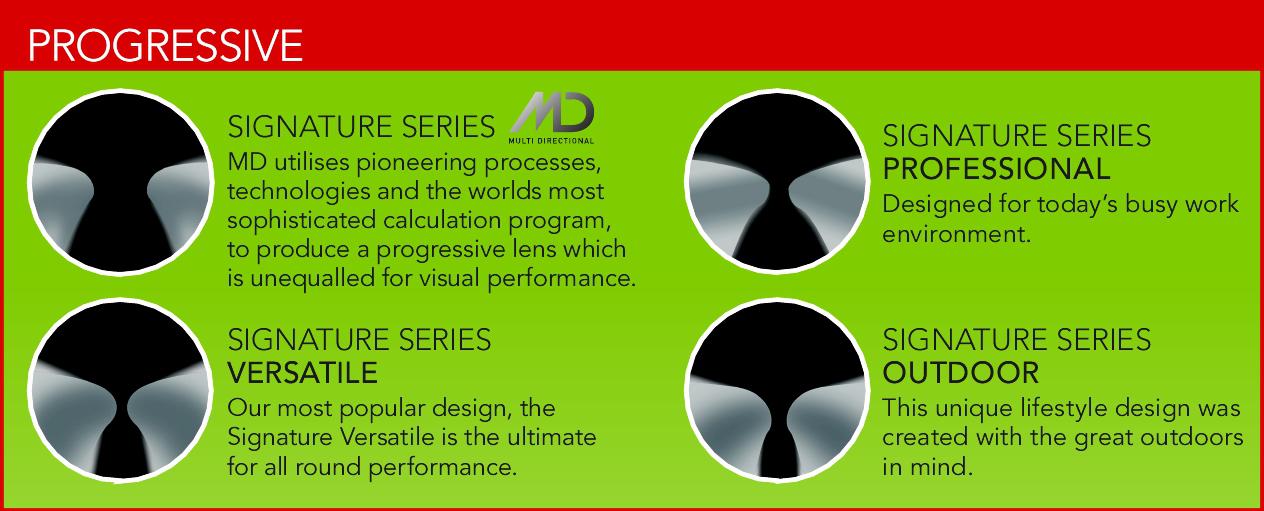 PROGRESSIVE
SIGNATURE SERIES MD
MULTI DIRECTIONAL
MD utilises pioneering processes,
technologies and the worlds most
sophisticated calculation program,
to produce a progressive lens which
is unequalled for visual performance.
SIGNATURE SERIES
PROFESSIONAL
Designed for today's busy work
environment.
SIGNATURE SERIES
VERSATILE
Our most popular design, the
Signature Versatile is the ultimate
for all round performance.
SIGNATURE SERIES
OUTDOOR
This unique lifestyle design was
created with the great outdoors
in mind.